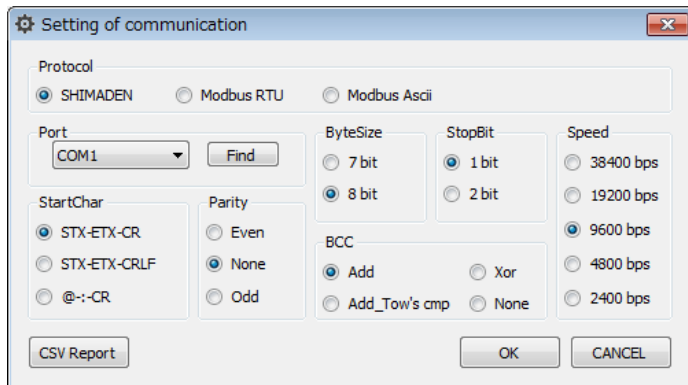 Setting of communication
Protocol
SHIMADEN Modbus RTU Modbus Ascii
Port
COM1 Find
ByteSize
7 bit
8 bit
StopBit
1 bit
2 bit
Speed
38400 bps
19200 bps
9600 bps
4800 bps
2400 bps
StartChar
STX-ETX-CR
STX-ETX-CRLF
@-:-CR
Parity
Even
None
Odd
BCC
Add Xor
Add_Tow's cmp None
CSV Report OK CANCEL